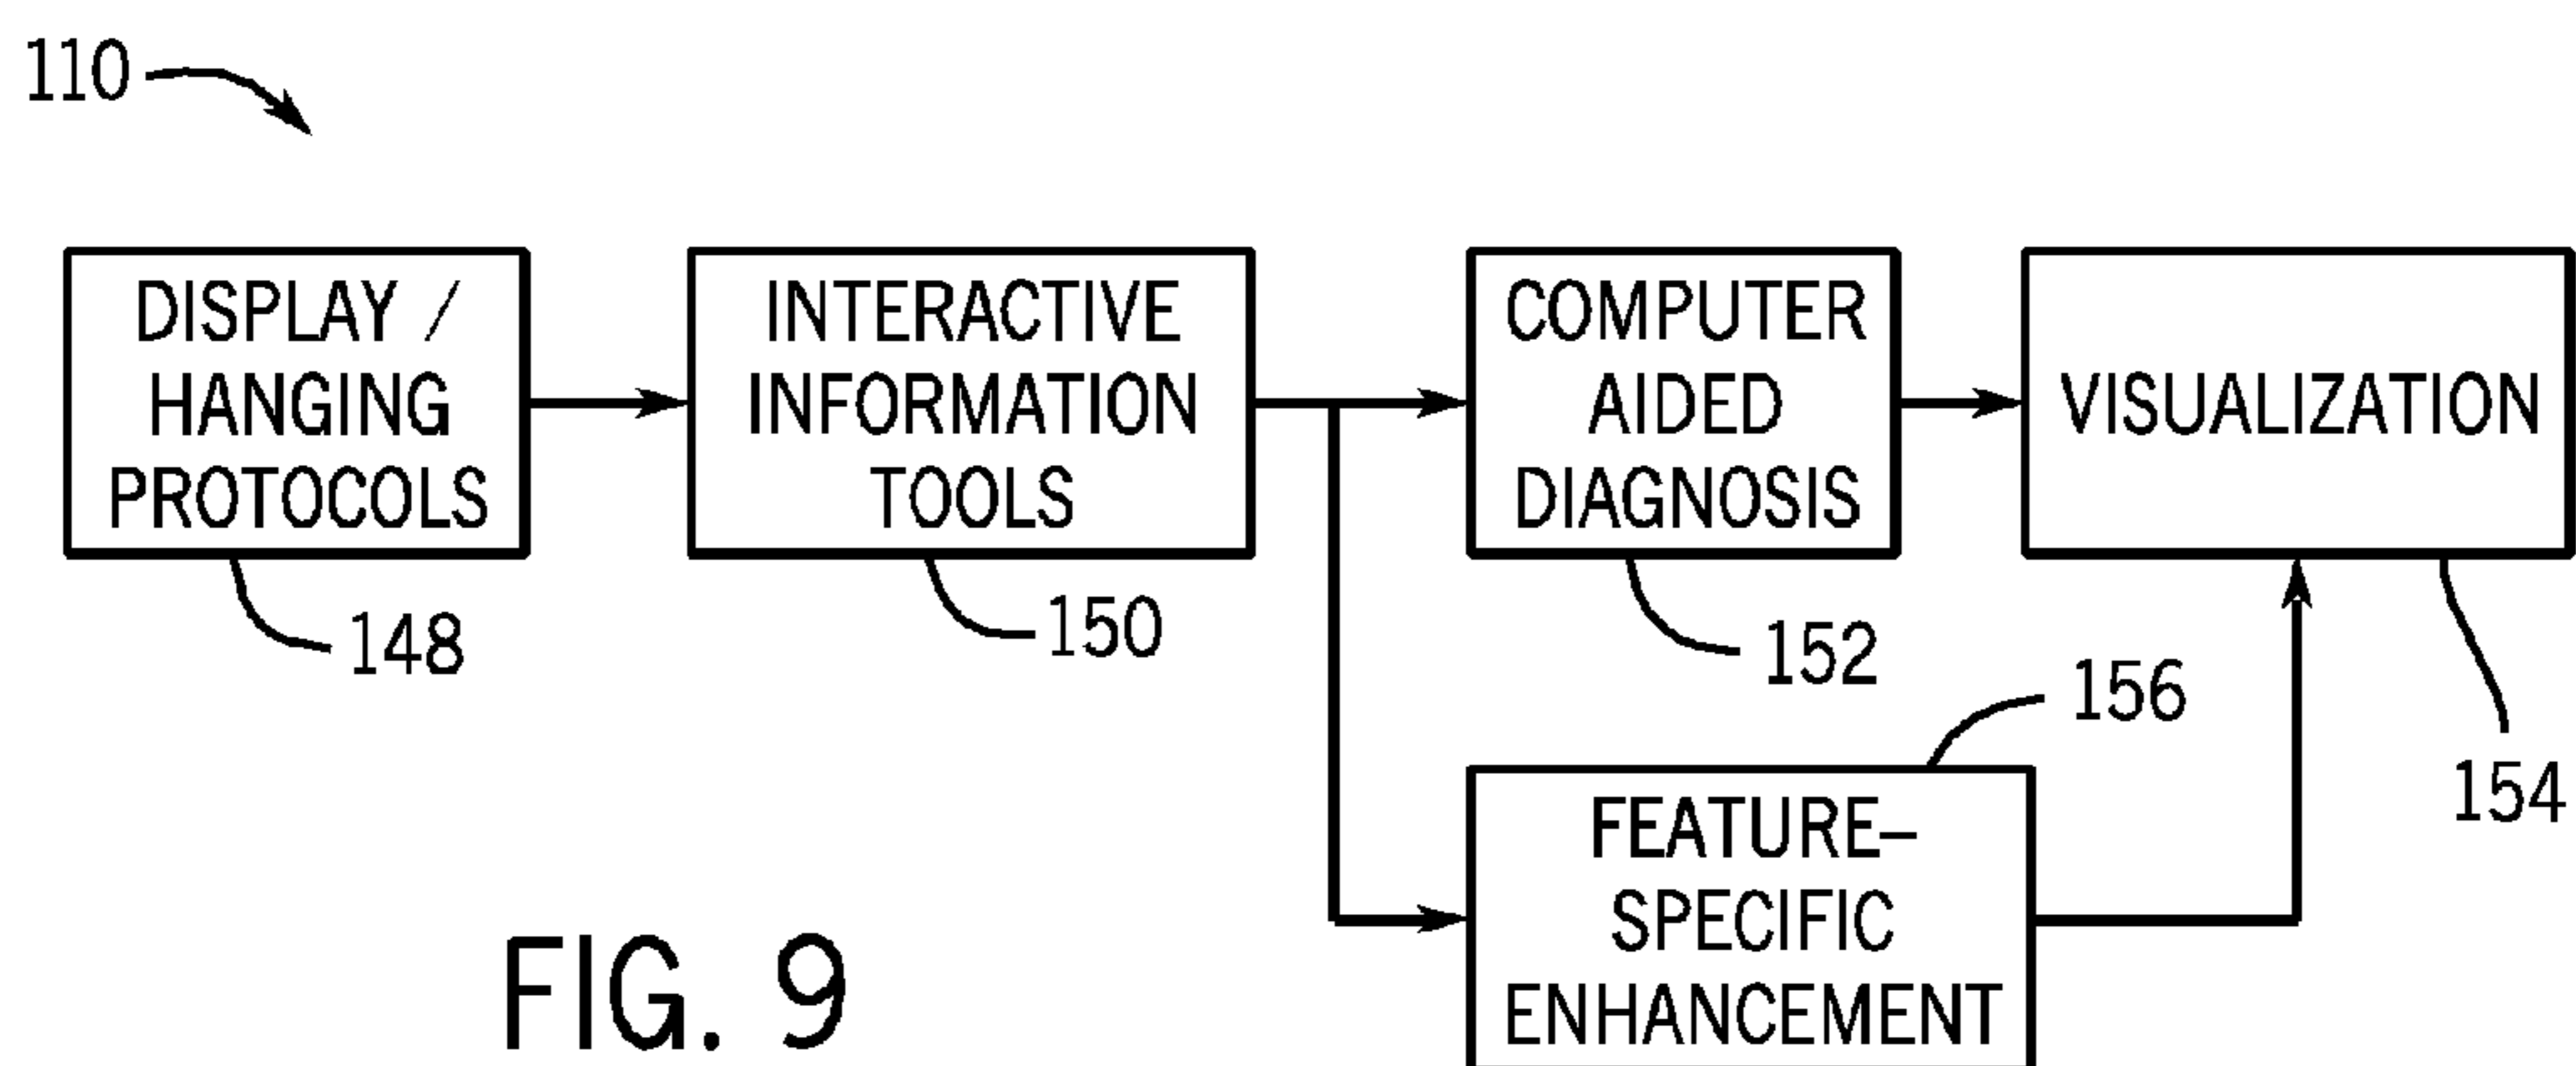 110
DISPLAY /
HANGING
PROTOCOLS
148
INTERACTIVE
INFORMATION
TOOLS
150
COMPUTER
AIDED
DIAGNOSIS
152
VISUALIZATION
154
156
FEATURE-
SPECIFIC
ENHANCEMENT
FIG. 9